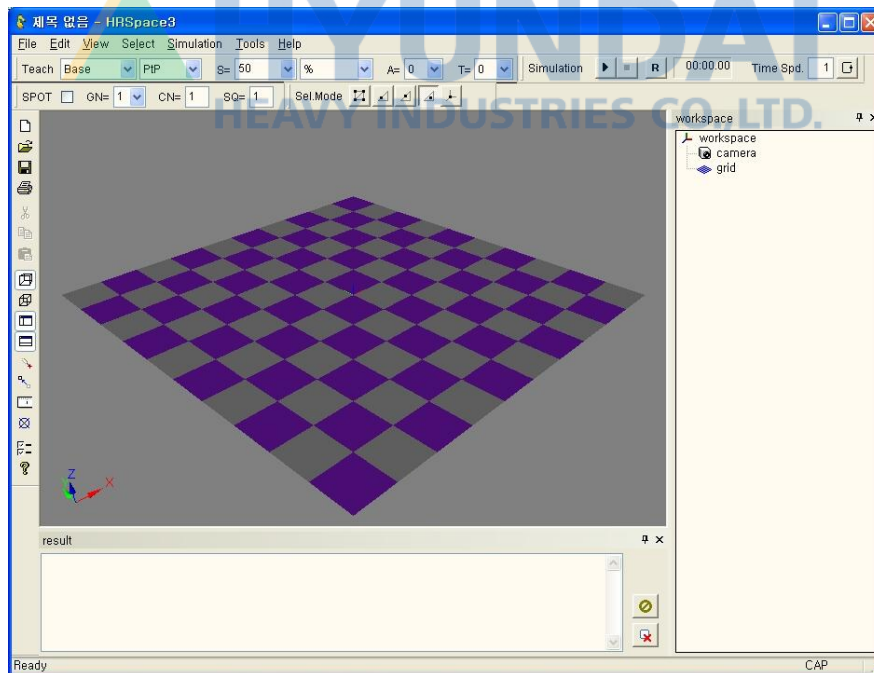 제목 없음 - HRSpace3
HYUNDAI
HEAVY INDUSTRIES CO.,LTD.
File Edit View Select Simulation Tools Help
Teach Base PtP S= 50 % A= 0 T= 0 Simulation R 00:00.00 Time Spd. 1
SPOT GN= 1 CN= 1 SQ= 1 Sel.Mode
workspace
workspace
camera
grid
Z
X
result
Ready CAP